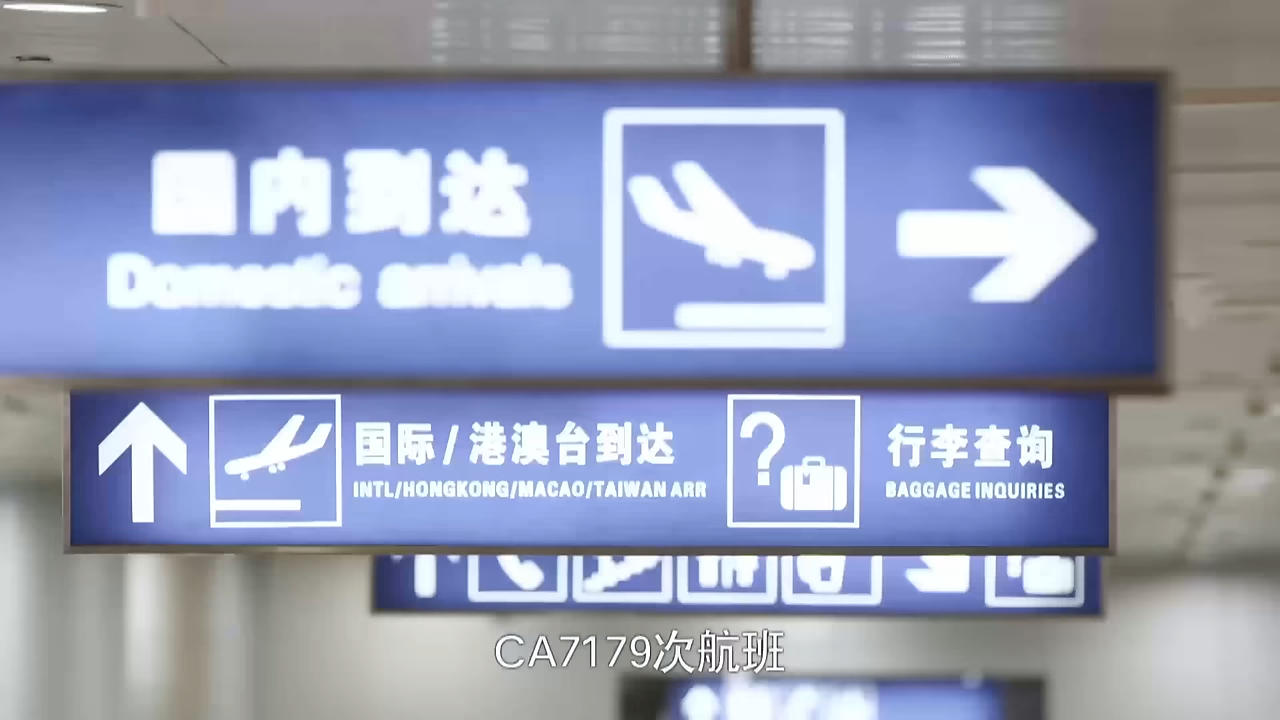 国内到达
Domestic arrivals
国际/港澳台到达
INTL/HONGKONG/MACAO/TAIWAN ARR
行李查询
BAGGAGE INQUIRIES
CA7179次航班